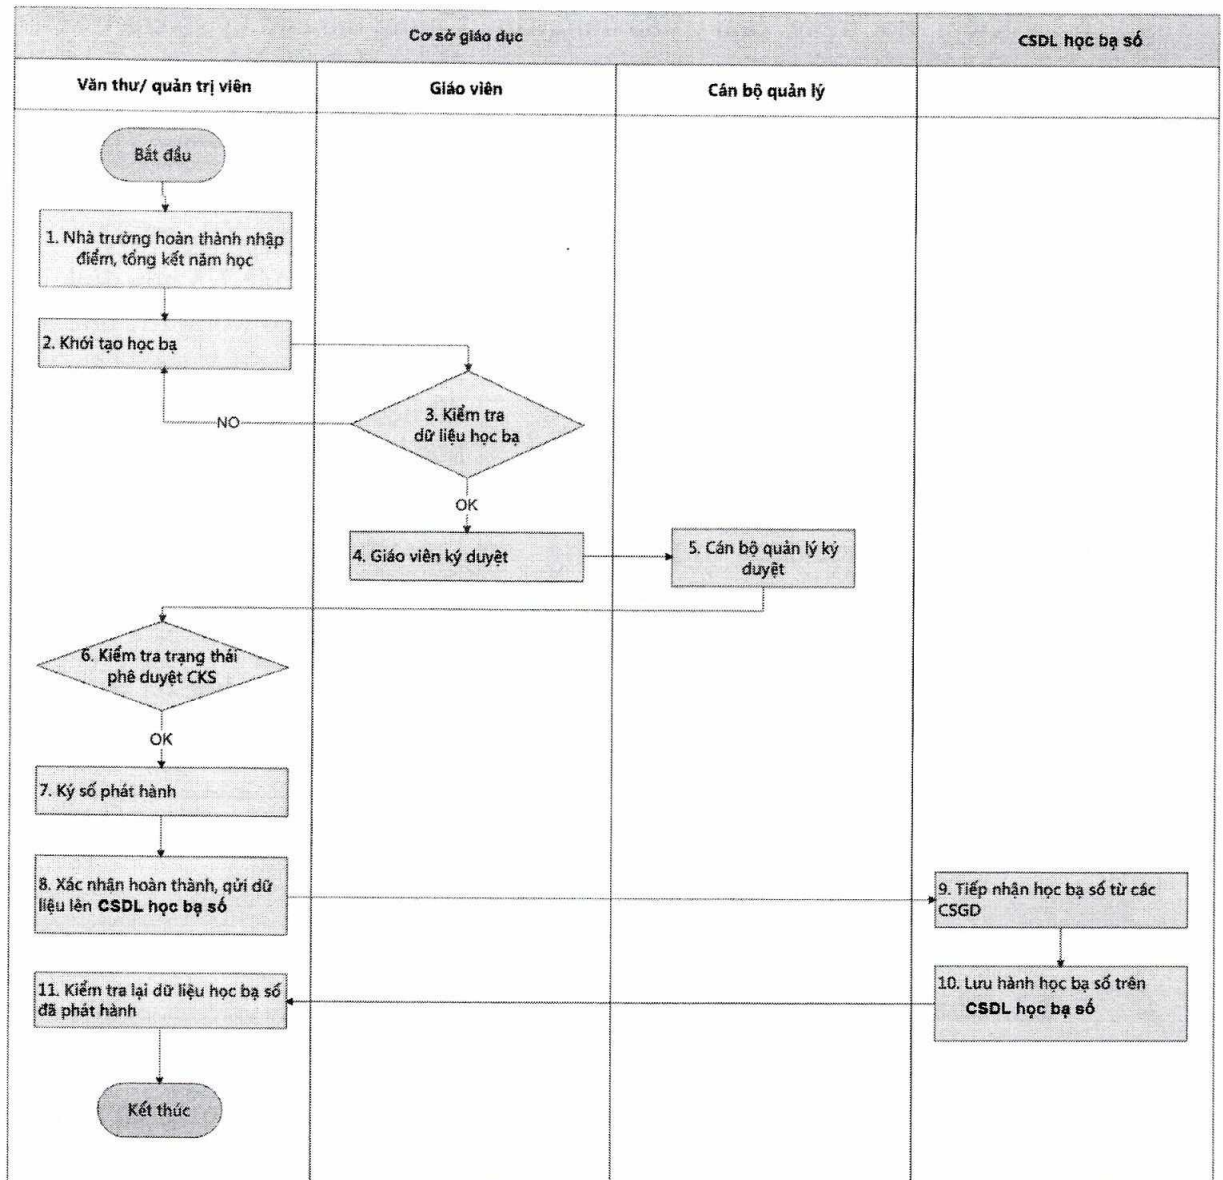 Cơ sở giáo dục
CSDL học bạ số
Văn thư/ quản trị viên
Giáo viên
Cán bộ quản lý
Bắt đầu
1. Nhà trường hoàn thành nhập
điểm, tổng kết năm học
2. Khởi tạo học bạ
3. Kiểm tra
dữ liệu học bạ
NO
OK
4. Giáo viên ký duyệt
5. Cán bộ quản lý ký
duyệt
6. Kiểm tra trạng thái
phê duyệt CKS
OK
7. Ký số phát hành
8. Xác nhận hoàn thành, gửi dữ
liệu lên CSDL học bạ số
9. Tiếp nhận học bạ số từ các
CSGD
10. Lưu hành học bạ số trên
CSDL học bạ số
11. Kiểm tra lại dữ liệu học bạ số
đã phát hành
Kết thúc